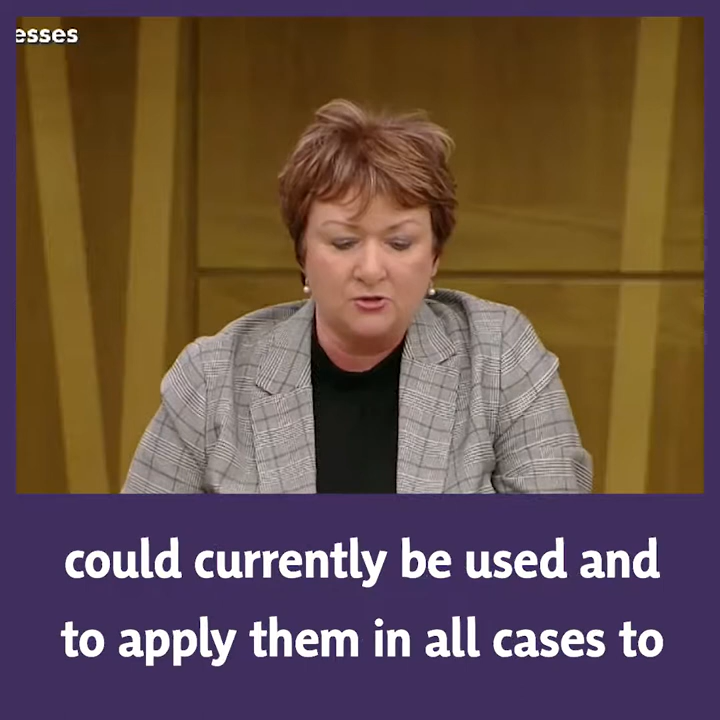 esses
could currently be used and
to apply them in all cases to